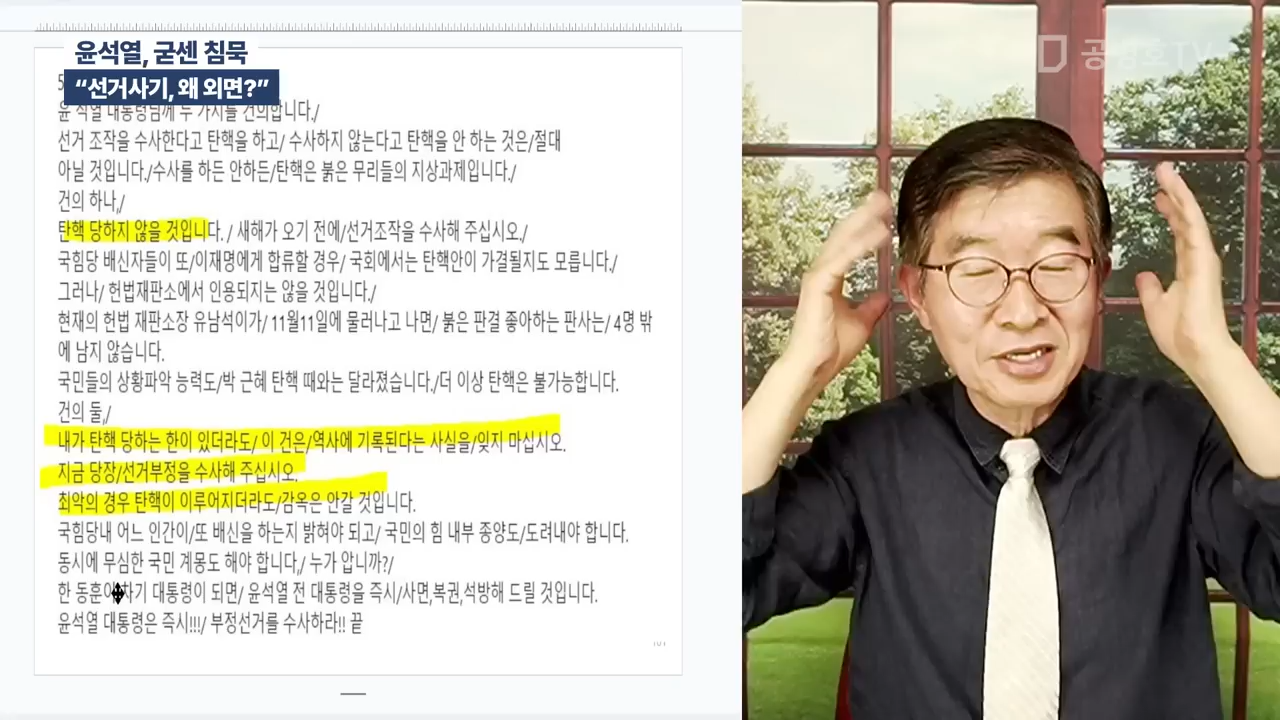 윤석열, 굳센 침묵
“선거사기, 왜 외면?”
공병호TV
윤 석열 대통령님께 두 가지를 건의합니다./
선거 조작을 수사한다고 탄핵을 하고/ 수사하지 않는다고 탄핵을 안 하는 것은/절대
아닐 것입니다./수사를 하든 안하든/탄핵은 붉은 무리들의 지상과제입니다./
건의 하나,/
탄핵 당하지 않을 것입니다. / 새해가 오기 전에/선거조작을 수사해 주십시오./
국힘당 배신자들이 또/이재명에게 합류할 경우/ 국회에서는 탄핵안이 가결될지도 모릅니다./
그러나/ 헌법재판소에서 인용되지는 않을 것입니다./
현재의 헌법 재판소장 유남석이가/ 11월11일에 물러나고 나면/ 붉은 판결 좋아하는 판사는/ 4명 밖
에 남지 않습니다.
국민들의 상황파악 능력도/박 근혜 탄핵 때와는 달라졌습니다./더 이상 탄핵은 불가능합니다.
건의 둘,/
내가 탄핵 당하는 한이 있더라도/ 이 건은/역사에 기록된다는 사실을/잊지 마십시오.
지금 당장/선거부정을 수사해 주십시오.
최악의 경우 탄핵이 이루어지더라도/감옥은 안갈 것입니다.
국힘당내 어느 인간이/또 배신을 하는지 밝혀야 되고/ 국민의 힘 내부 종양도/도려내야 합니다.
동시에 무심한 국민 계몽도 해야 합니다,/ 누가 압니까?/
한 동훈이 차기 대통령이 되면/ 윤석열 전 대통령을 즉시/사면,복권,석방해 드릴 것입니다.
윤석열 대통령은 즉시!!!/ 부정선거를 수사하라!! 끝